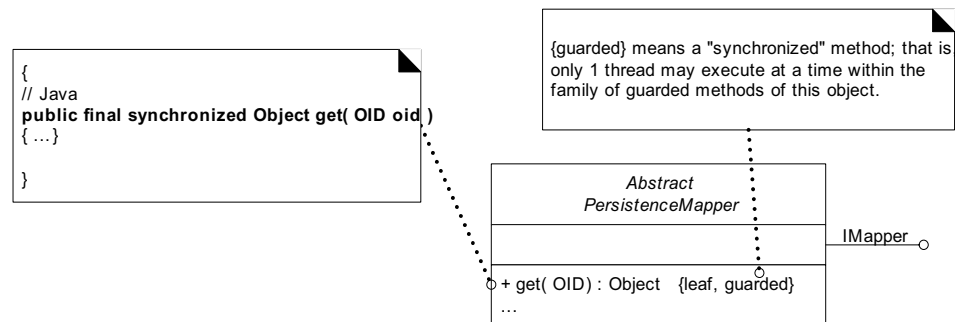 {
// Java
public final synchronized Object get( OID oid )
{ ...}
}
{guarded} means a "synchronized" method; that is,
only 1 thread may execute at a time within the
family of guarded methods of this object.
Abstract
PersistenceMapper
IMapper
+ get( OID) : Object {leaf, guarded}
...